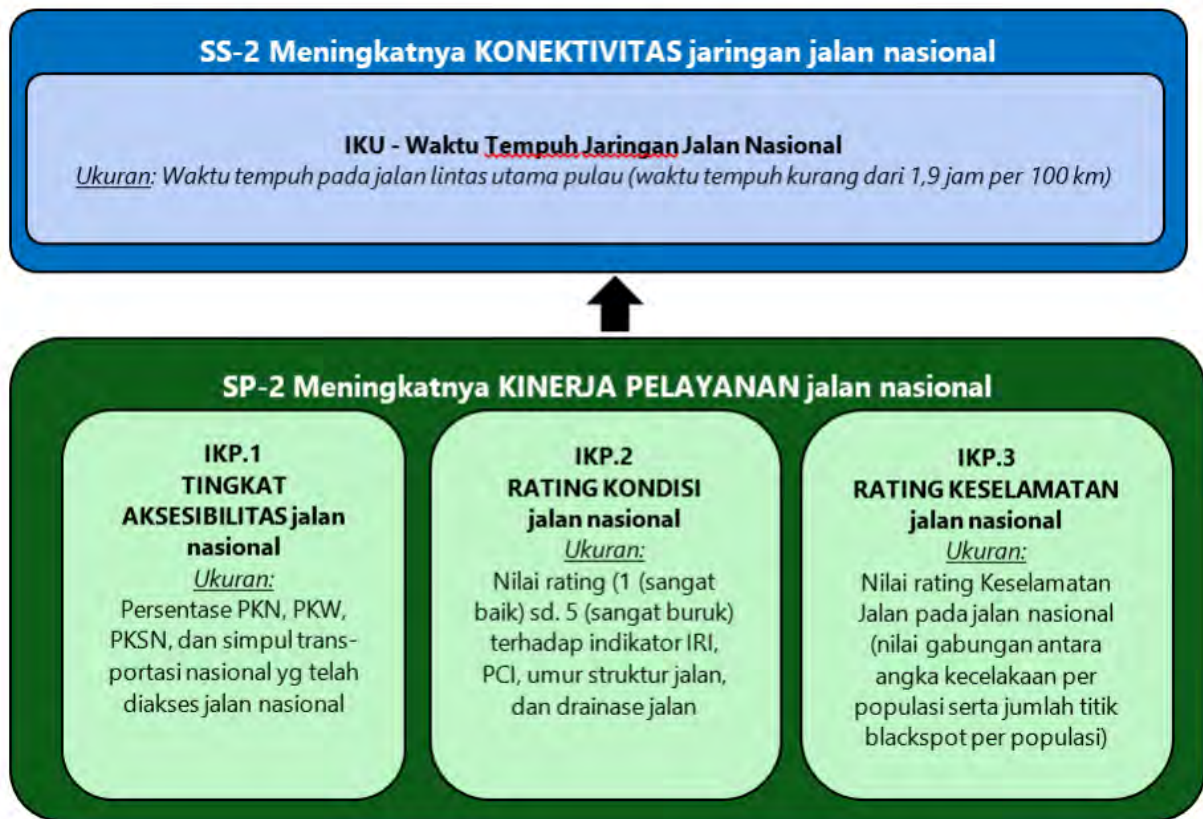 SS-2 Meningkatnya KONEKTIVITAS jaringan jalan nasional
IKU - Waktu Tempuh Jaringan Jalan Nasional
Ukuran: Waktu tempuh pada jalan lintas utama pulau (waktu tempuh kurang dari 1,9 jam per 100 km)
SP-2 Meningkatnya KINERJA PELAYANAN jalan nasional
IKP.1
TINGKAT
AKSESIBILITAS jalan
nasional
Ukuran:
Persentase PKN, PKW,
PKSN, dan simpul trans-
portasi nasional yg telah
diakses jalan nasional
IKP.2
RATING KONDISI
jalan nasional
Ukuran:
Nilai rating (1 (sangat
baik) sd. 5 (sangat buruk)
terhadap indikator IRI,
PCI, umur struktur jalan,
dan drainase jalan
IKP.3
RATING KESELAMATAN
jalan nasional
Ukuran:
Nilai rating Keselamatan
Jalan pada jalan nasional
(nilai gabungan antara
angka kecelakaan per
populasi serta jumlah titik
blackspot per populasi)